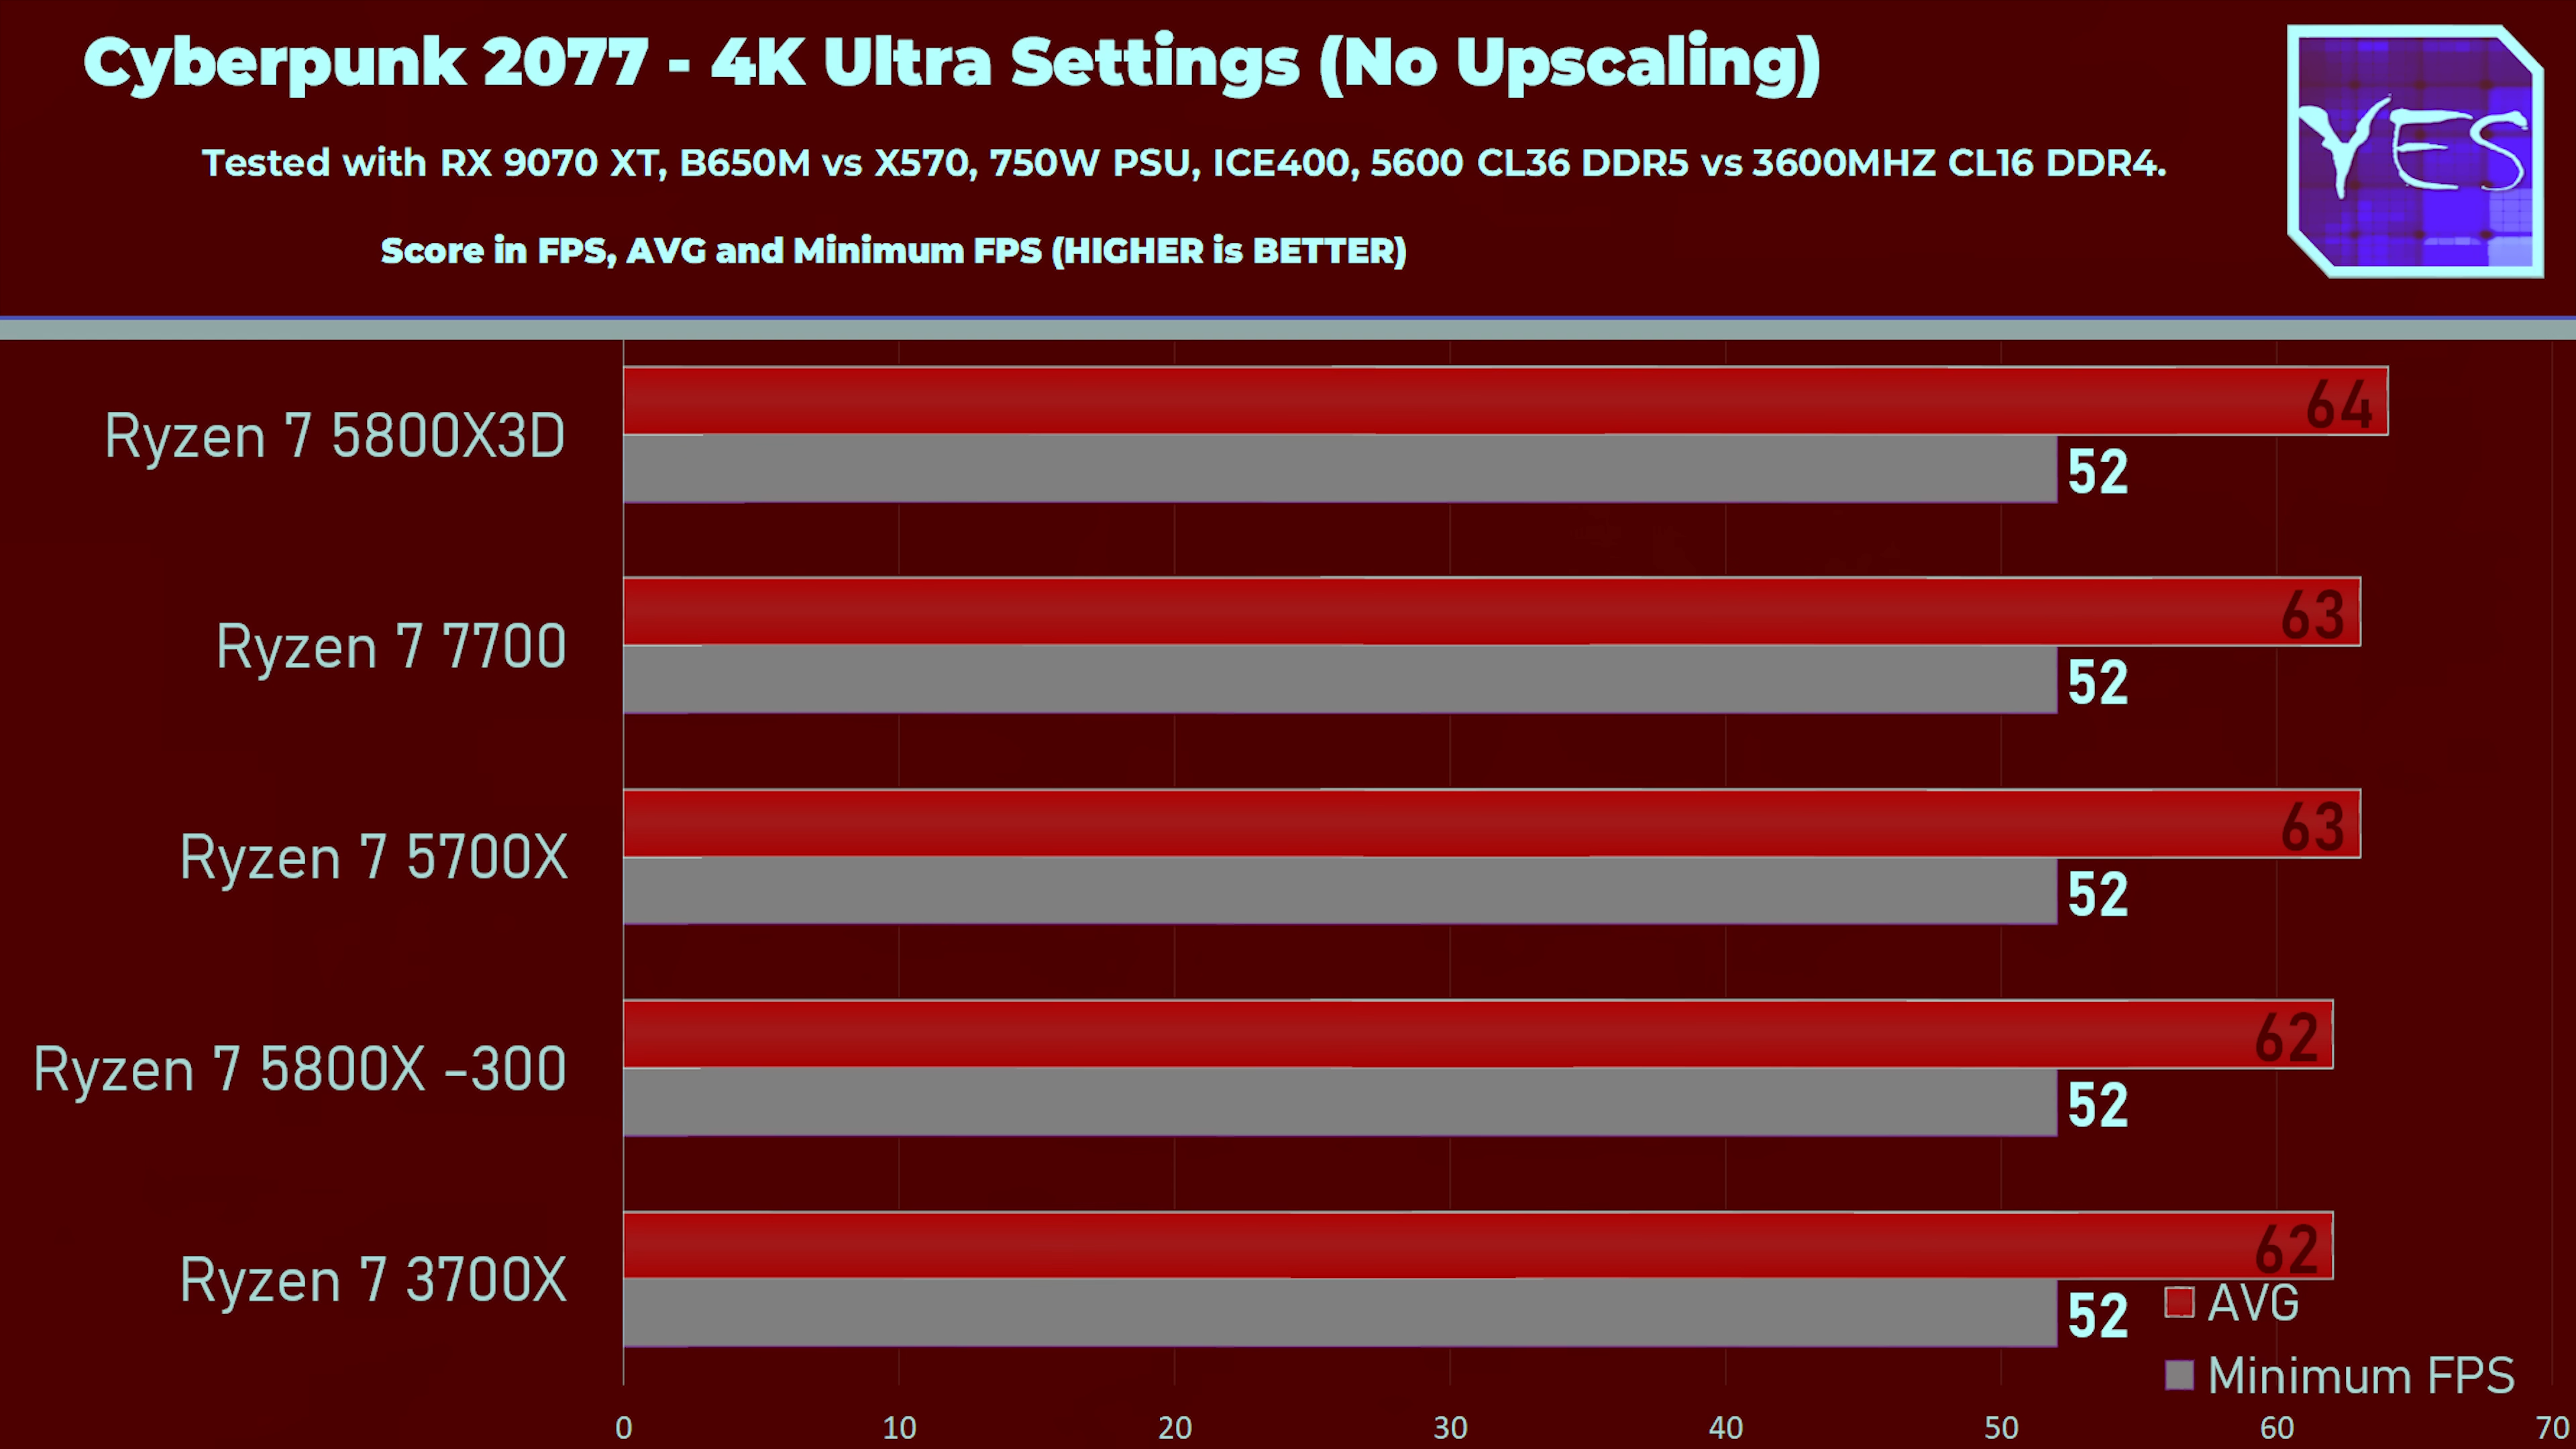 Cyberpunk 2077 - 4K Ultra Settings (No Upscaling)
Tested with RX 9070 XT, B650M vs X570, 750W PSU, ICE400, 5600 CL36 DDR5 vs 3600MHZ CL16 DDR4.
Score in FPS, AVG and Minimum FPS (HIGHER is BETTER)
YES
Ryzen 7 5800X3D
64
52
Ryzen 7 7700
63
52
Ryzen 7 5700X
63
52
Ryzen 7 5800X -300
62
52
Ryzen 7 3700X
62
52
AVG
Minimum FPS
0 10 20 30 40 50 60 70